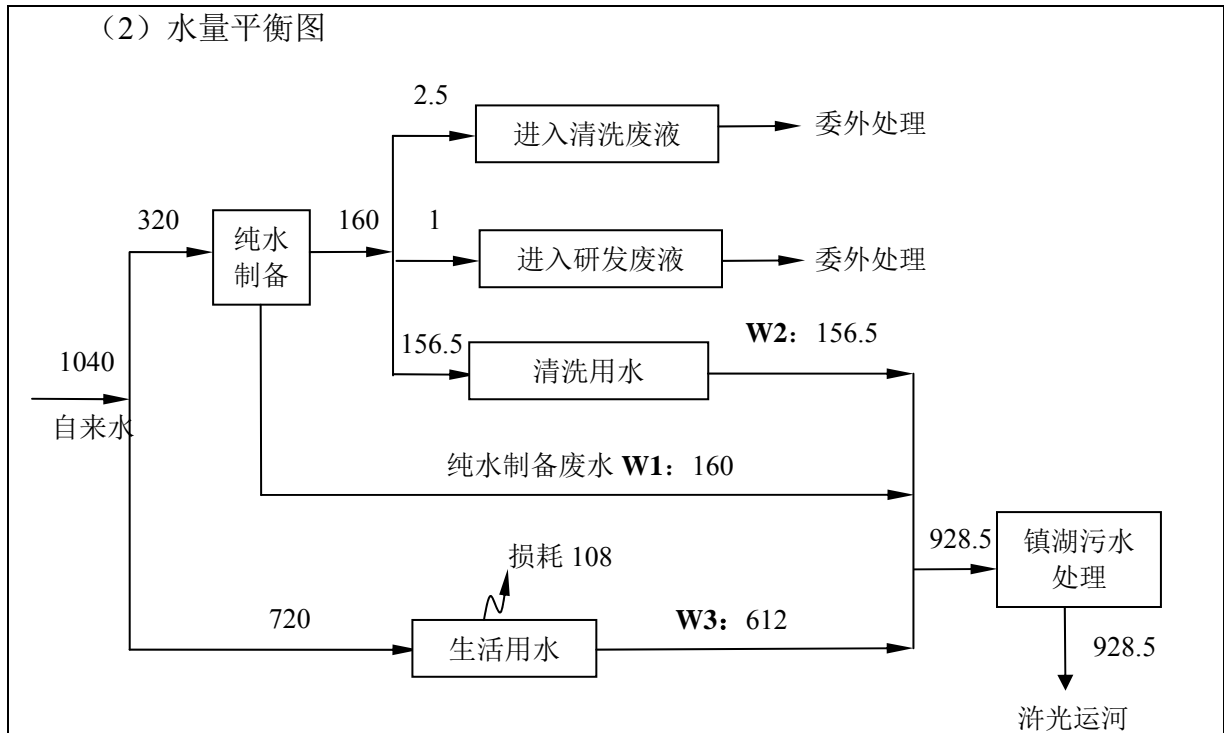 （2）水量平衡图
2.5
进入清洗废液
委外处理
320
纯水
制备
160
1
进入研发废液
委外处理
1040
自来水
156.5
清洗用水
W2：156.5
纯水制备废水 W1：160
928.5
镇湖污水
处理
损耗 108
720
生活用水
W3：612
928.5
浒光运河